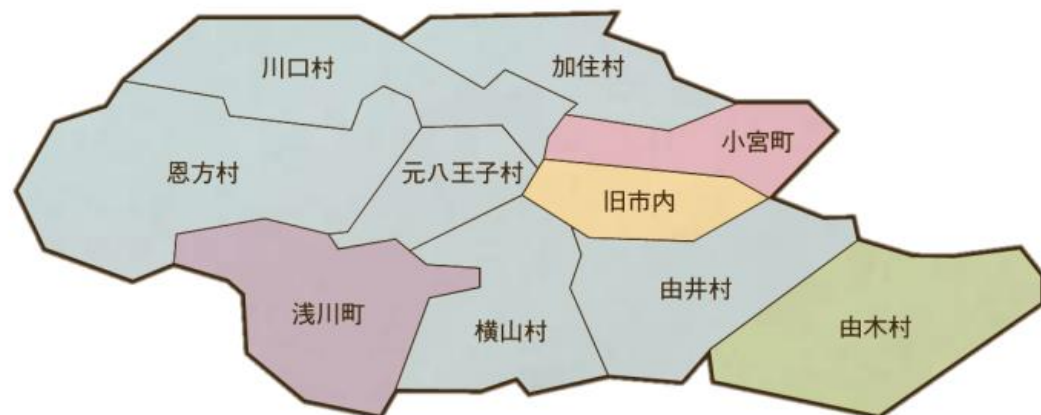 川口村
加住村
小宮町
恩方村
元八王子村
旧市内
浅川町
横山村
由井村
由木村